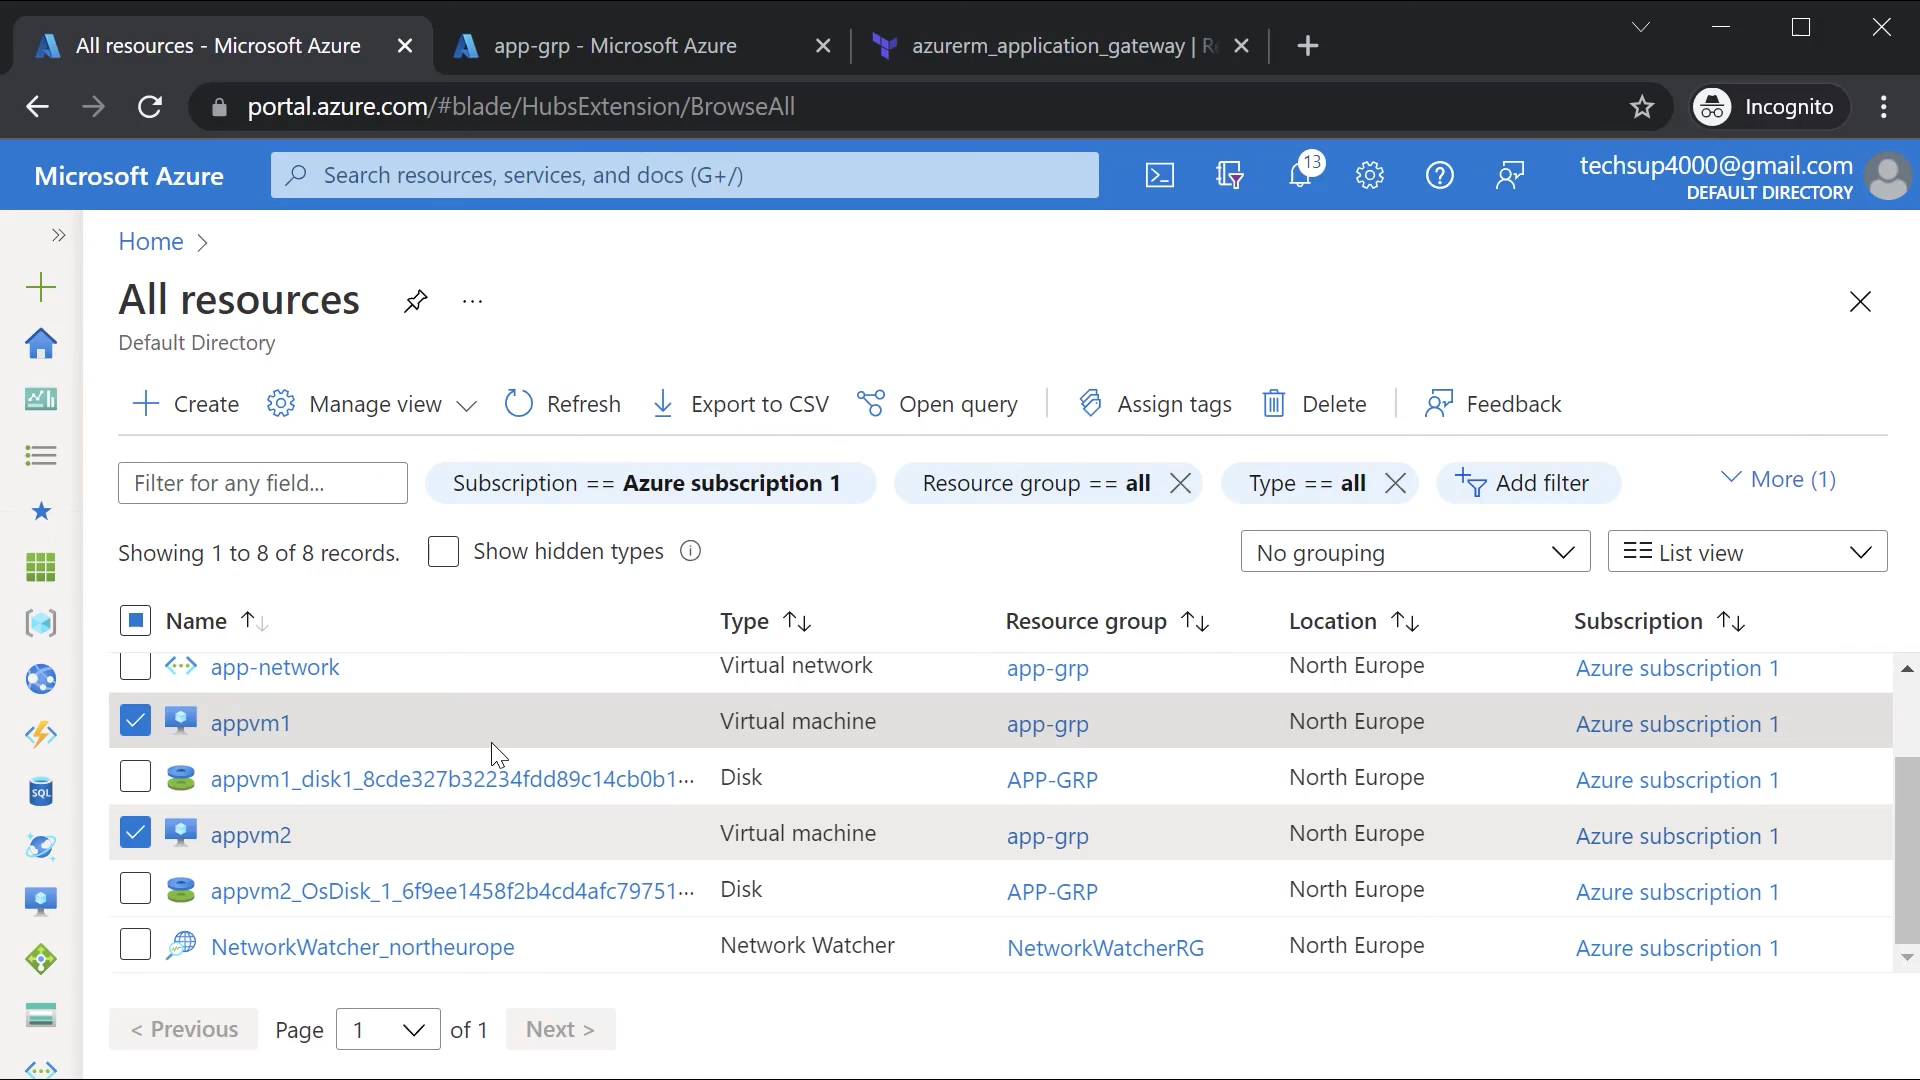 All resources - Microsoft Azure
app-grp - Microsoft Azure
azurerm_application_gateway | Re
portal.azure.com/#blade/HubsExtension/BrowseAll
Incognito
Microsoft Azure
Search resources, services, and docs (G+/)
13
techsup4000@gmail.com
DEFAULT DIRECTORY
Home
All resources
Default Directory
Create
Manage view
Refresh
Export to CSV
Open query
Assign tags
Delete
Feedback
Filter for any field...
Subscription == Azure subscription 1
Resource group == all
Type == all
Add filter
More (1)
Showing 1 to 8 of 8 records.
Show hidden types
No grouping
List view
Name Type Resource group Location Subscription
app-network Virtual network app-grp North Europe Azure subscription 1
appvm1 Virtual machine app-grp North Europe Azure subscription 1
appvm1_disk1_8cde327b32234fdd89c14cb0b1... Disk APP-GRP North Europe Azure subscription 1
appvm2 Virtual machine app-grp North Europe Azure subscription 1
appvm2_OsDisk_1_6f9ee1458f2b4cd4afc79751... Disk APP-GRP North Europe Azure subscription 1
NetworkWatcher_northeurope Network Watcher NetworkWatcherRG North Europe Azure subscription 1
SQL
< Previous Page 1 of 1 Next >